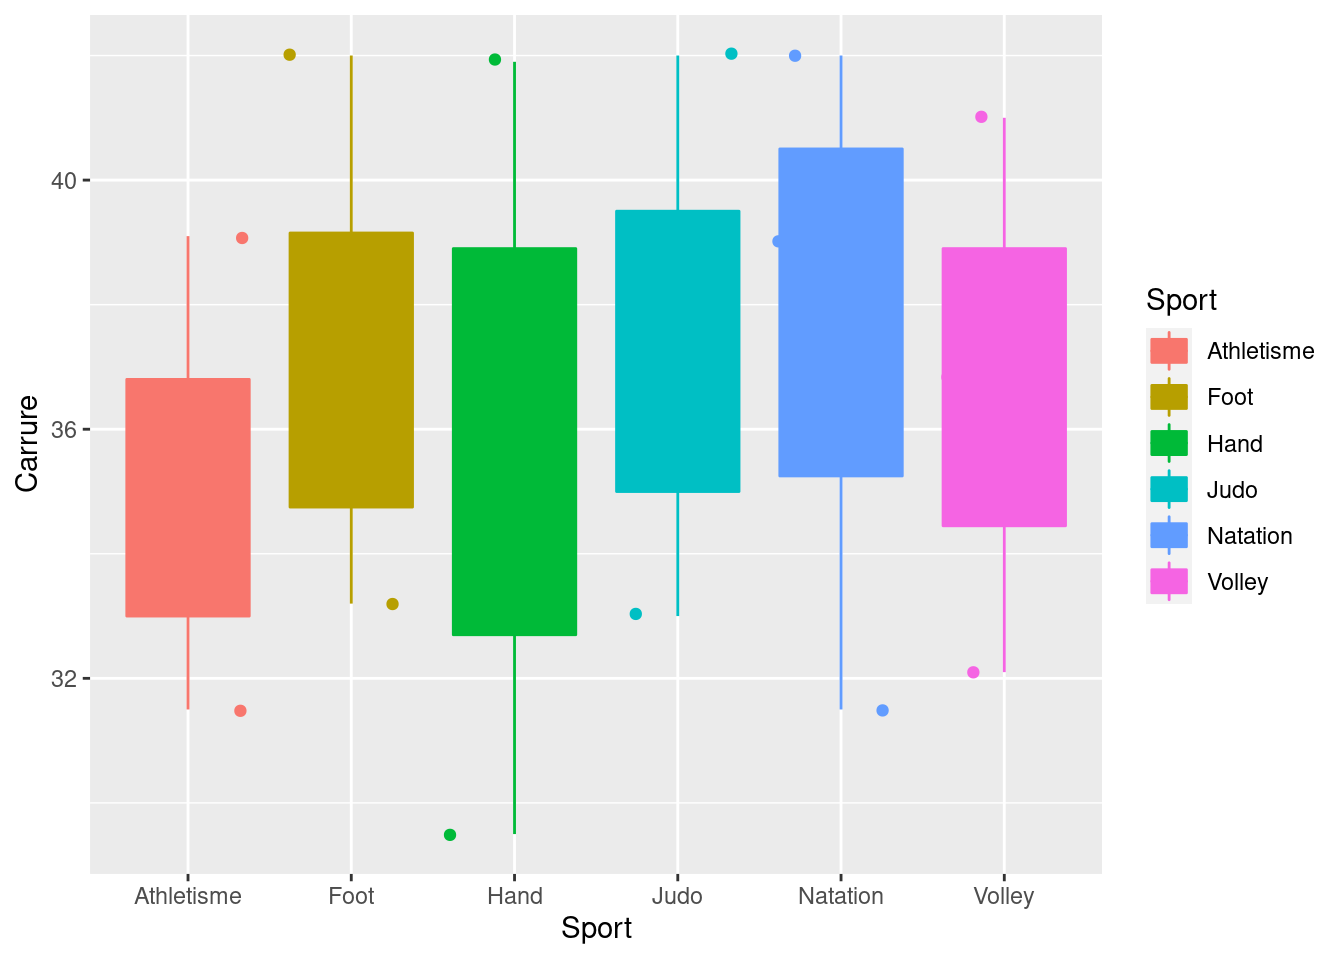 40
36
32
Carrure
Athletisme
Foot
Hand
Judo
Natation
Volley
Sport
Sport
Athletisme
Foot
Hand
Judo
Natation
Volley